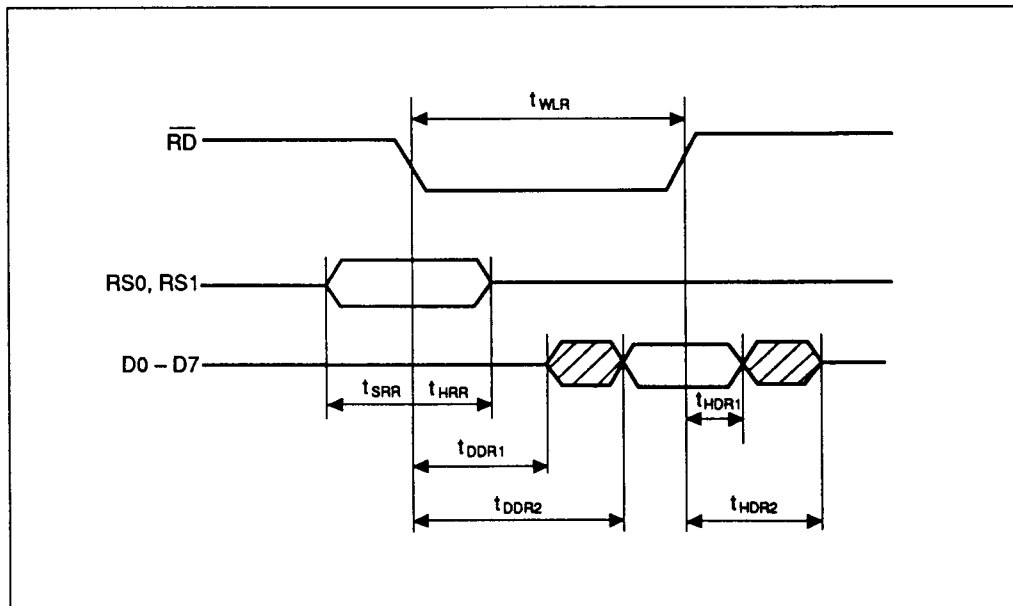 tWLR
RD
RS0, RS1
D0 – D7
tSRR tHRR
tHDR1
tDDR1
tDDR2
tHDR2